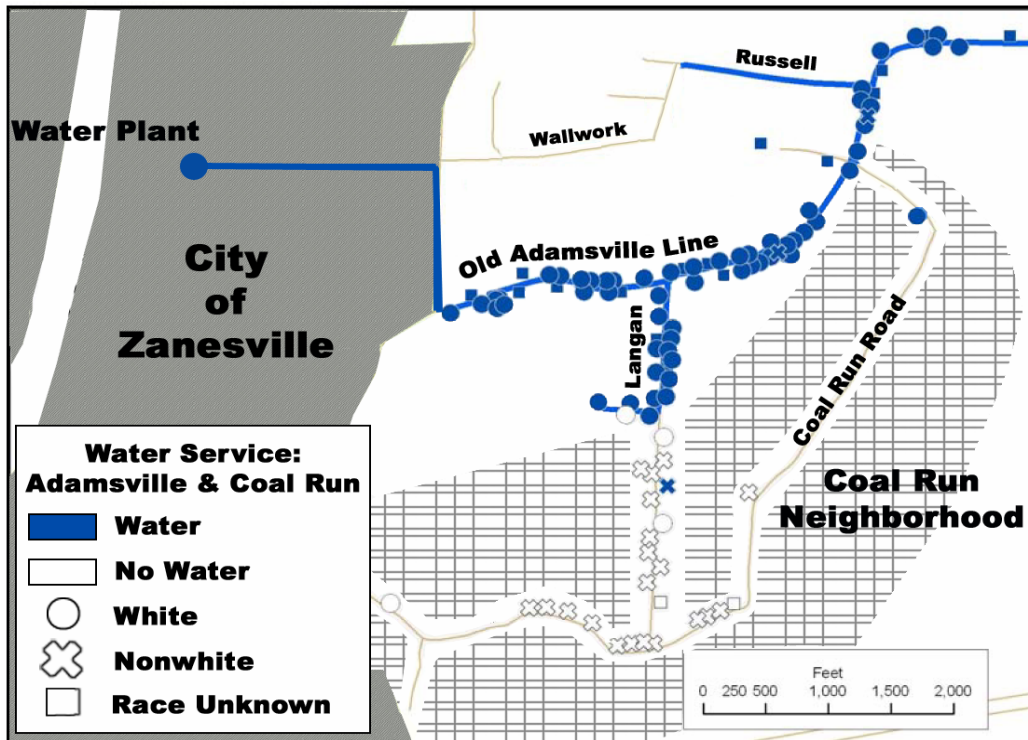 Russell
Water Plant
Wallwork
City
of
Zanesville
Old Adamsville Line
Langan
Coal Run Road
Coal Run
Neighborhood
Water Service:
Adamsville & Coal Run
Water
No Water
White
Nonwhite
Race Unknown
Feet
0 250 500 1,000 1,500 2,000